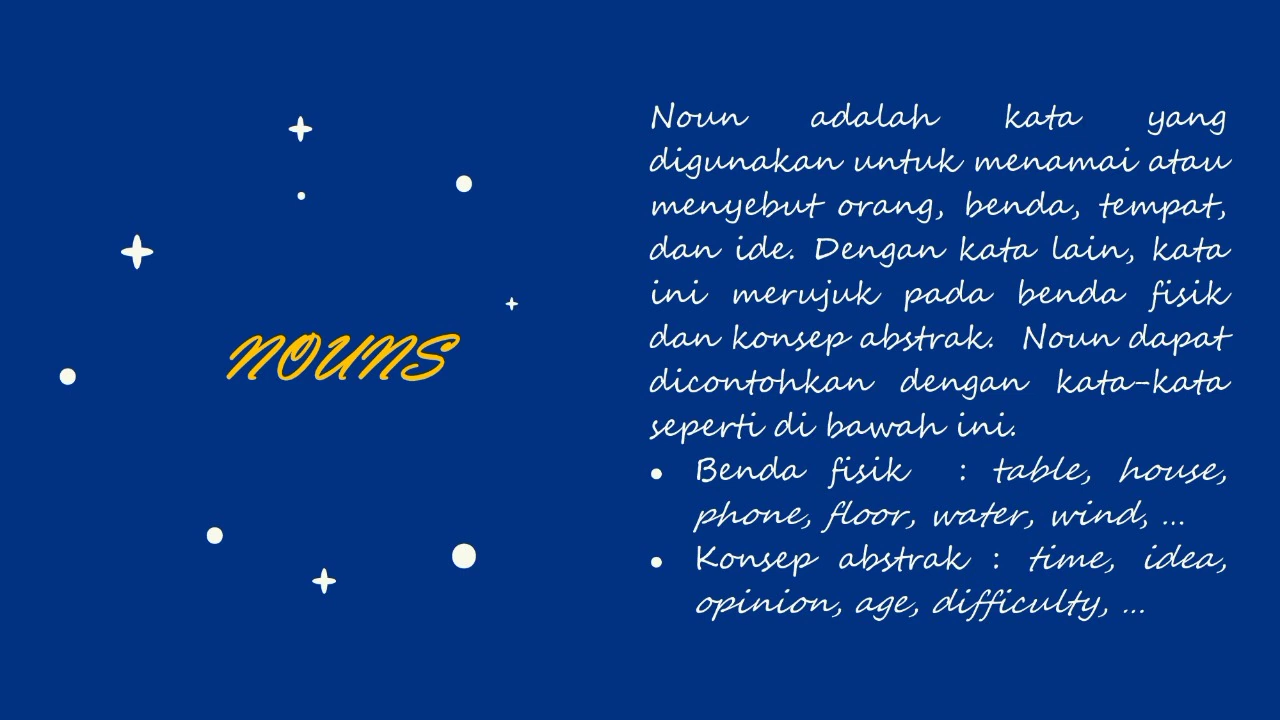 NOUNS
Noun adalah kata yang
digunakan untuk menamai atau
menyebut orang, benda, tempat,
dan ide. Dengan kata lain, kata
ini merujuk pada benda fisik
dan konsep abstrak. Noun dapat
dicontohkan dengan kata-kata
seperti di bawah ini.
• Benda fisik : table, house,
phone, floor, water, wind, ...
• Konsep abstrak : time, idea,
opinion, age, difficulty, ...